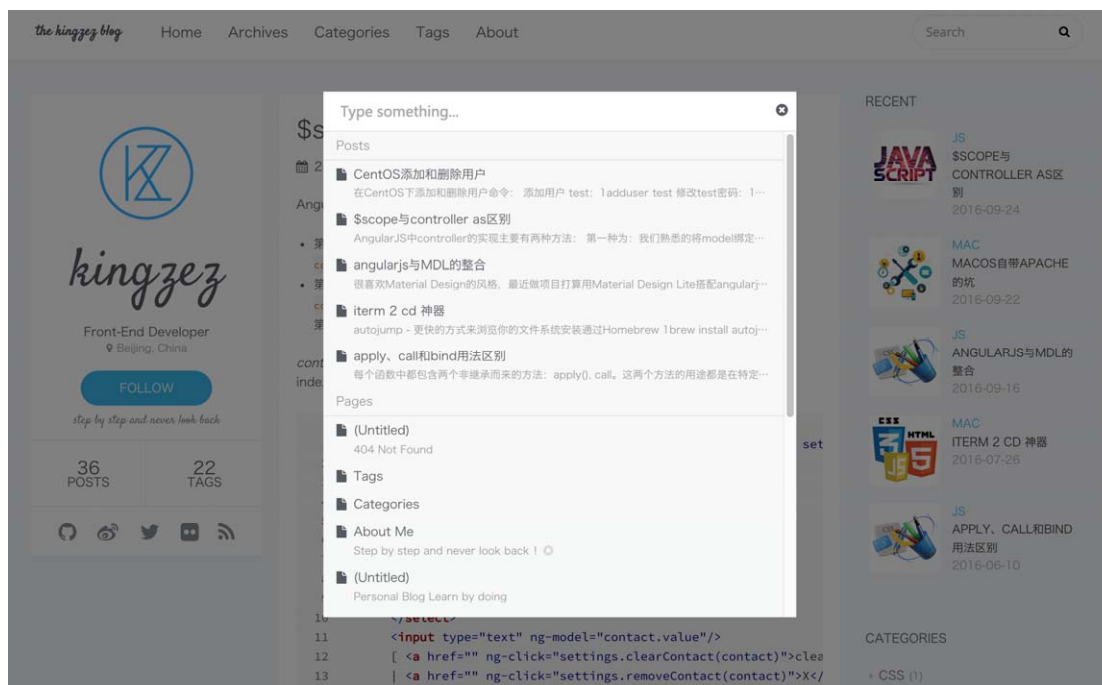 the kingzez blog
Home
Archives
Categories
Tags
About
Search
kingzez
Front-End Developer
Beijing, China
FOLLOW
step by step and never look back
36
POSTS
22
TAGS
$s
2
Angu
第
co
第
co
第
cont
inde
Type something...
Posts
CentOS添加和删除用户
在CentOS下添加和删除用户命令： 添加用户 test：1adduser test 修改test密码：1…
$scope与controller as区别
AngularJS中controller的实现主要有两种方法： 第一种为：我们熟悉的将model绑定…
angularjs与MDL的整合
很喜欢Material Design的风格，最近做项目打算用Material Design Lite搭配angularj…
iterm 2 cd 神器
autojump - 更快的方式来浏览你的文件系统安装通过Homebrew 1brew install autoj…
apply、call和bind用法区别
每个函数中都包含两个非继承而来的方法：apply(), call。这两个方法的用途都是在特定…
Pages
(Untitled)
404 Not Found
Tags
Categories
About Me
Step by step and never look back！◎
(Untitled)
Personal Blog Learn by doing
set
10 </select>
11 <input type="text" ng-model="contact.value"/>
12 [ <a href="" ng-click="settings.clearContact(contact)">clea
13 | <a href="" ng-click="settings.removeContact(contact)">X</
RECENT
JAVA
SCRIPT
JS
$SCOPE与
CONTROLLER AS区
别
2016-09-24
MAC
MACOS自带APACHE
的坑
2016-09-22
JS
ANGULARJS与MDL的
整合
2016-09-16
CSS
HTML
3
5
JS
MAC
ITERM 2 CD 神器
2016-07-26
JS
APPLY、CALL和BIND
用法区别
2016-06-10
CATEGORIES
CSS (1)